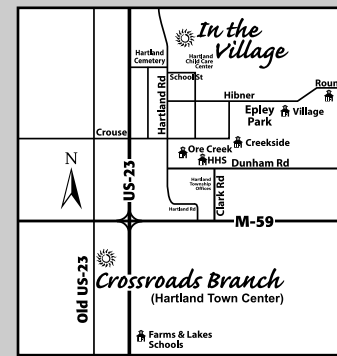 In the
Village
Hartland
Cemetery
Hartland
Child Care
Center
School St
Hartland Rd
Hibner
Roun
Epley
Park
Village
Crouse
Creekside
Ore Creek
HHS
Dunham Rd
N
US-23
Hartland
Township
Offices
Clark Rd
Hartland Rd
M-59
Old US-23
Crossroads Branch
(Hartland Town Center)
Farms & Lakes
Schools